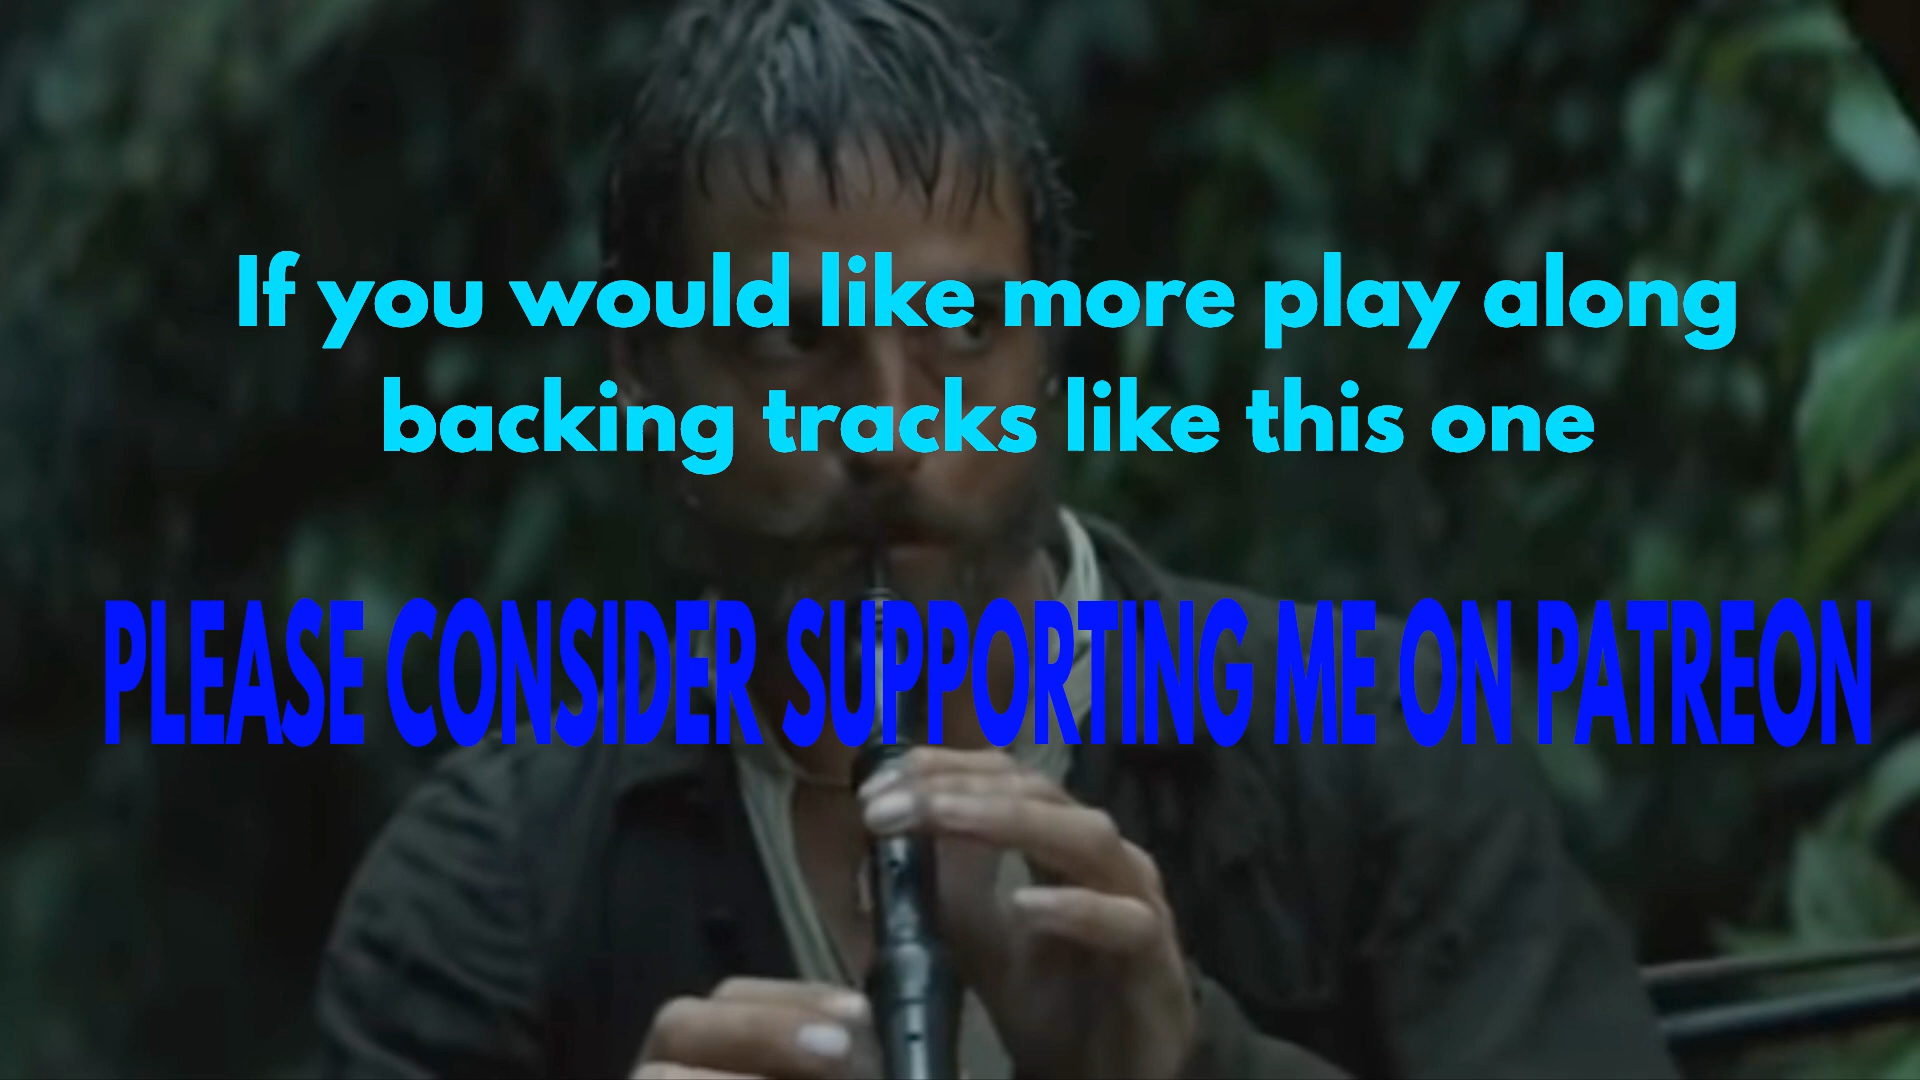 If you would like more play along
backing tracks like this one
PLEASE CONSIDER SUPPORTING ME ON PATREON